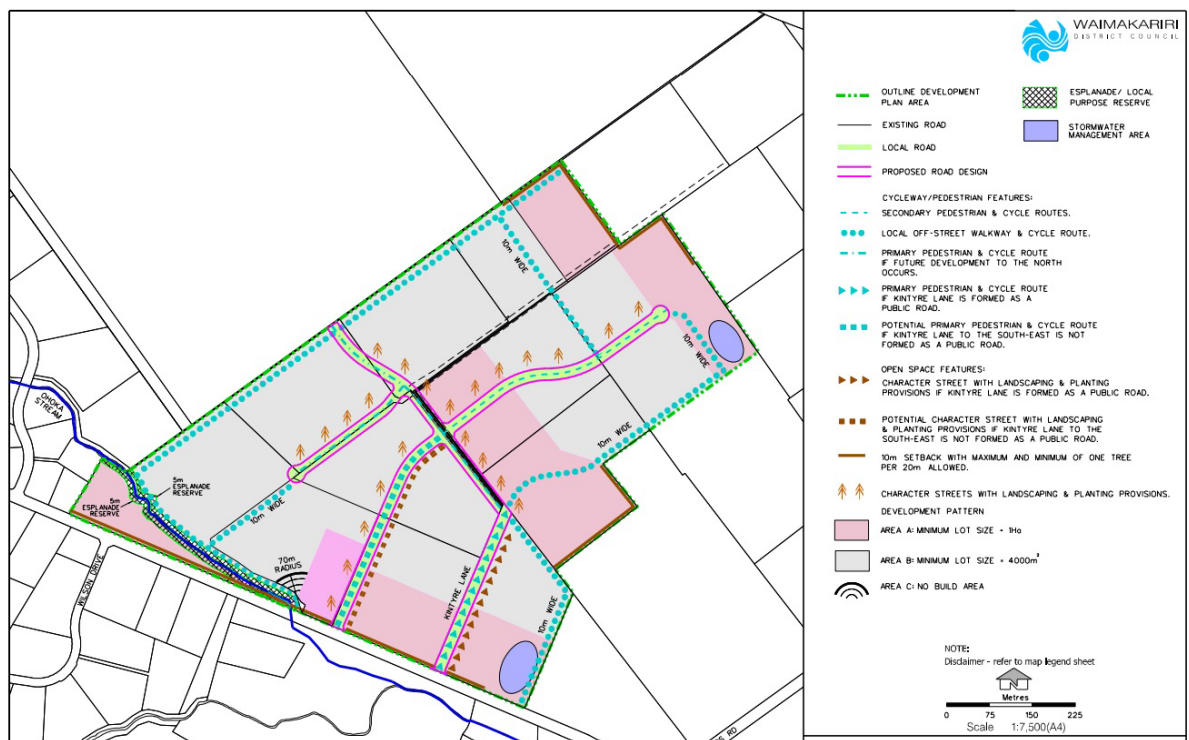 WAIMAKARIRI
DISTRICT COUNCIL
OUTLINE DEVELOPMENT
PLAN AREA
EXISTING ROAD
LOCAL ROAD
PROPOSED ROAD DESIGN
ESPLANADE/ LOCAL
PURPOSE RESERVE
STORMWATER
MANAGEMENT AREA
CYCLEWAY/PEDESTRIAN FEATURES:
SECONDARY PEDESTRIAN & CYCLE ROUTES.
LOCAL OFF-STREET WALKWAY & CYCLE ROUTE.
PRIMARY PEDESTRIAN & CYCLE ROUTE
IF FUTURE DEVELOPMENT TO THE NORTH
OCCURS.
PRIMARY PEDESTRIAN & CYCLE ROUTE
IF KINTYRE LANE IS FORMED AS A
PUBLIC ROAD.
POTENTIAL PRIMARY PEDESTRIAN & CYCLE ROUTE
IF KINTYRE LANE TO THE SOUTH-EAST IS NOT
FORMED AS A PUBLIC ROAD.
OPEN SPACE FEATURES:
CHARACTER STREET WITH LANDSCAPING & PLANTING
PROVISIONS IF KINTYRE LANE IS FORMED AS A PUBLIC ROAD.
POTENTIAL CHARACTER STREET WITH LANDSCAPING
& PLANTING PROVISIONS IF KINTYRE LANE TO THE
SOUTH-EAST IS NOT FORMED AS A PUBLIC ROAD.
10m SETBACK WITH MAXIMUM AND MINIMUM OF ONE TREE
PER 20m ALLOWED.
CHARACTER STREETS WITH LANDSCAPING & PLANTING PROVISIONS.
DEVELOPMENT PATTERN
AREA A: MINIMUM LOT SIZE = 1Ha
AREA B: MINIMUM LOT SIZE = 4000m²
AREA C: NO BUILD AREA
NOTE:
Disclaimer - refer to map legend sheet
Metres
0 75 150 225
Scale 1:7,500(A4)
10m WIDE
10m WIDE
10m WIDE
10m WIDE
10m WIDE
OHOKA
STREAM
5m
ESPLANADE
RESERVE
5m
ESPLANADE
RESERVE
70m
RADIUS
WILSON DRIVE
KINTYRE LANE
RD